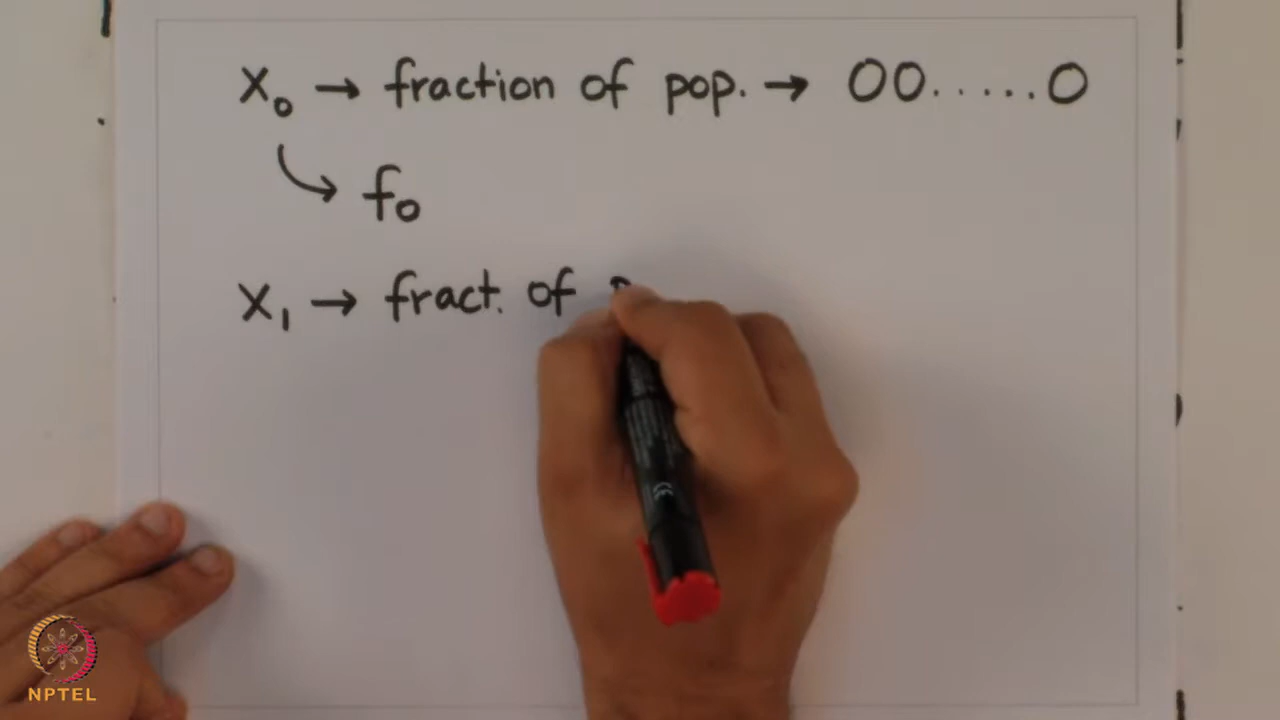 x₀ → fraction of pop. → 00.....0
f₀
x₁ → fract. of
NPTEL